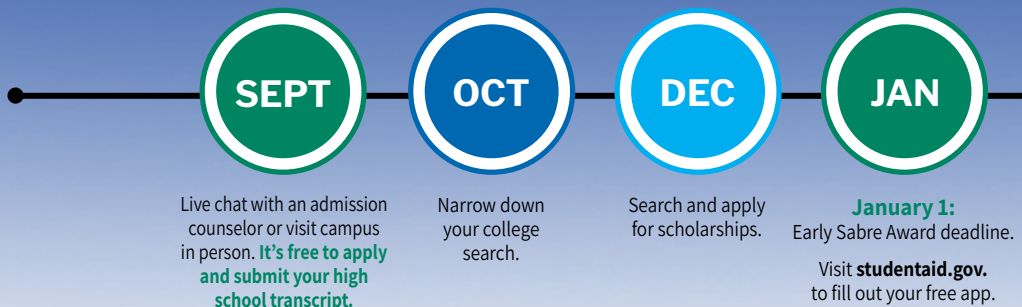 SEPT
Live chat with an admission
counselor or visit campus
in person. It's free to apply
and submit your high
school transcript.
OCT
Narrow down
your college
search.
DEC
Search and apply
for scholarships.
JAN
January 1:
Early Sabre Award deadline.
Visit studentaid.gov.
to fill out your free app.